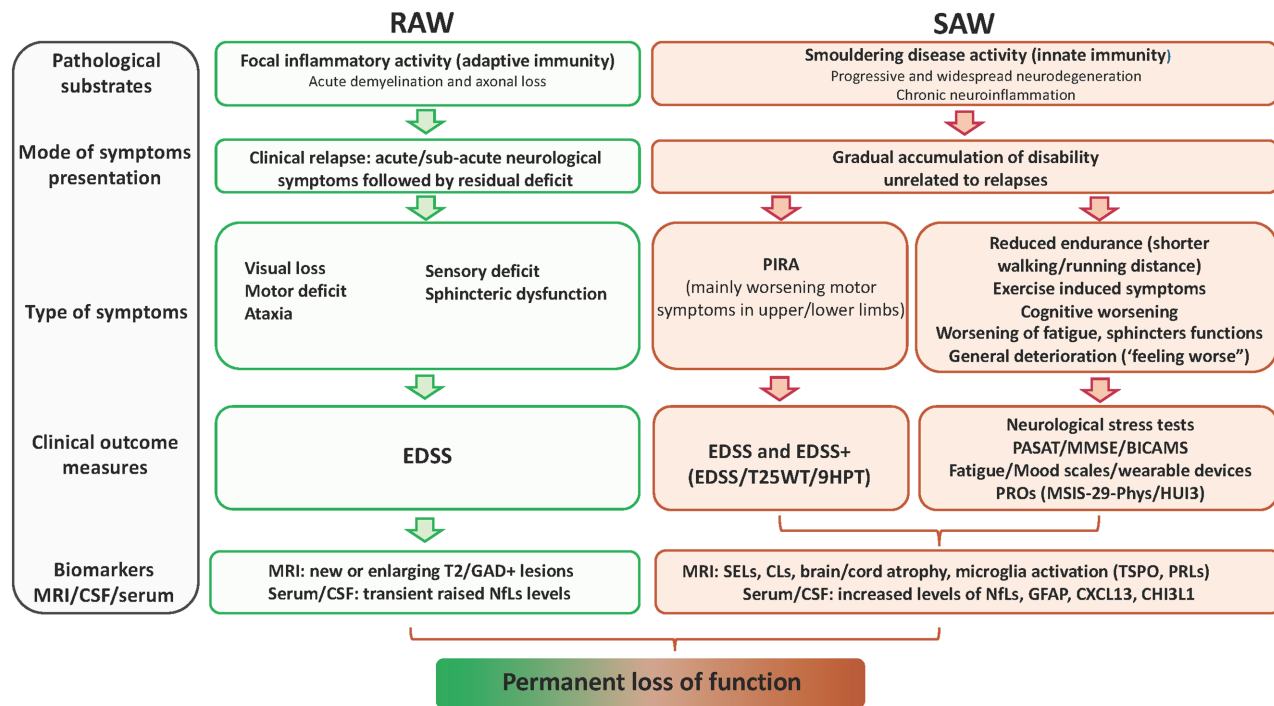 RAW
SAW
Pathological
substrates
Focal inflammatory activity (adaptive immunity)
Acute demyelination and axonal loss
Smouldering disease activity (innate immunity)
Progressive and widespread neurodegeneration
Chronic neuroinflammation
Mode of symptoms
presentation
Clinical relapse: acute/sub-acute neurological
symptoms followed by residual deficit
Gradual accumulation of disability
unrelated to relapses
Type of symptoms
Visual loss
Motor deficit
Ataxia
Sensory deficit
Sphincteric dysfunction
PIRA
(mainly worsening motor
symptoms in upper/lower limbs)
Reduced endurance (shorter
walking/running distance)
Exercise induced symptoms
Cognitive worsening
Worsening of fatigue, sphincters functions
General deterioration (‘feeling worse”)
Clinical outcome
measures
EDSS
EDSS and EDSS+
(EDSS/T25WT/9HPT)
Neurological stress tests
PASAT/MMSE/BICAMS
Fatigue/Mood scales/wearable devices
PROs (MSIS-29-Phys/HUI3)
Biomarkers
MRI/CSF/serum
MRI: new or enlarging T2/GAD+ lesions
Serum/CSF: transient raised NfLs levels
MRI: SELs, CLs, brain/cord atrophy, microglia activation (TSPO, PRLs)
Serum/CSF: increased levels of NfLs, GFAP, CXCL13, CHI3L1
Permanent loss of function